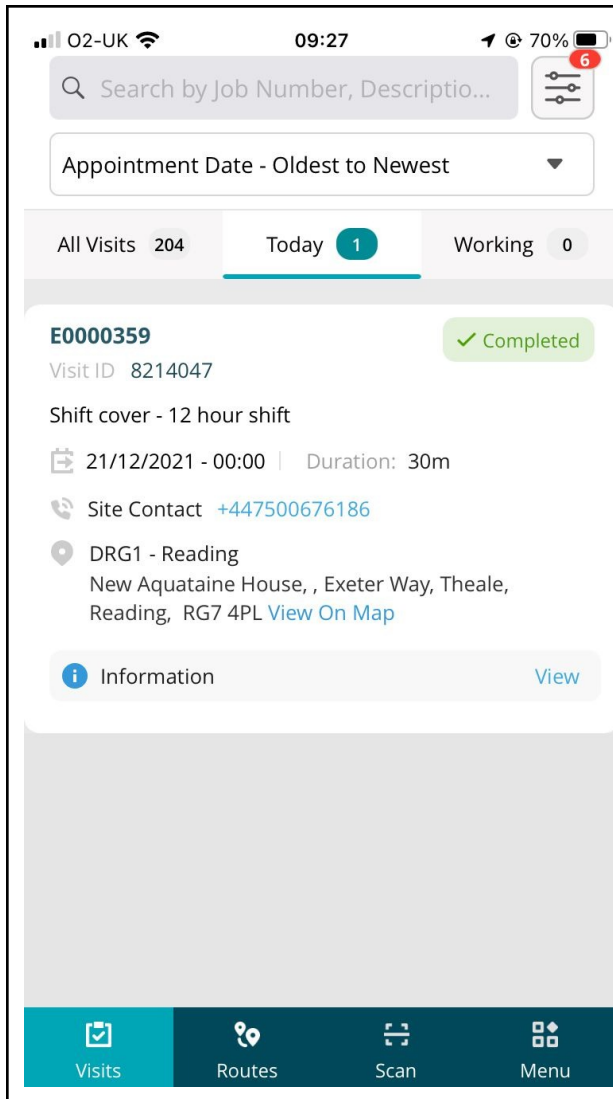 O2-UK 09:27 70%
6
Search by Job Number, Descriptio...
Appointment Date - Oldest to Newest
All Visits 204 Today 1 Working 0
E0000359 Completed
Visit ID 8214047
Shift cover - 12 hour shift
21/12/2021 - 00:00 Duration: 30m
Site Contact +447500676186
DRG1 - Reading
New Aquataine House, , Exeter Way, Theale,
Reading, RG7 4PL View On Map
Information View
Visits Routes Scan Menu